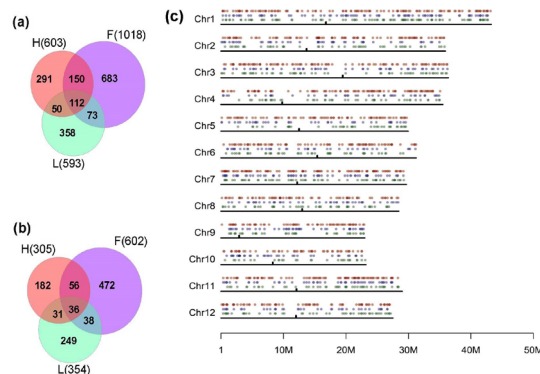 (a)
H(603)
F(1018)
291
150
683
50
112
73
358
L(593)
(b)
H(305)
F(602)
182
56
472
31
36
38
249
L(354)
(c)
Chr1
Chr2
Chr3
Chr4
Chr5
Chr6
Chr7
Chr8
Chr9
Chr10
Chr11
Chr12
1 10M 20M 30M 40M 50M